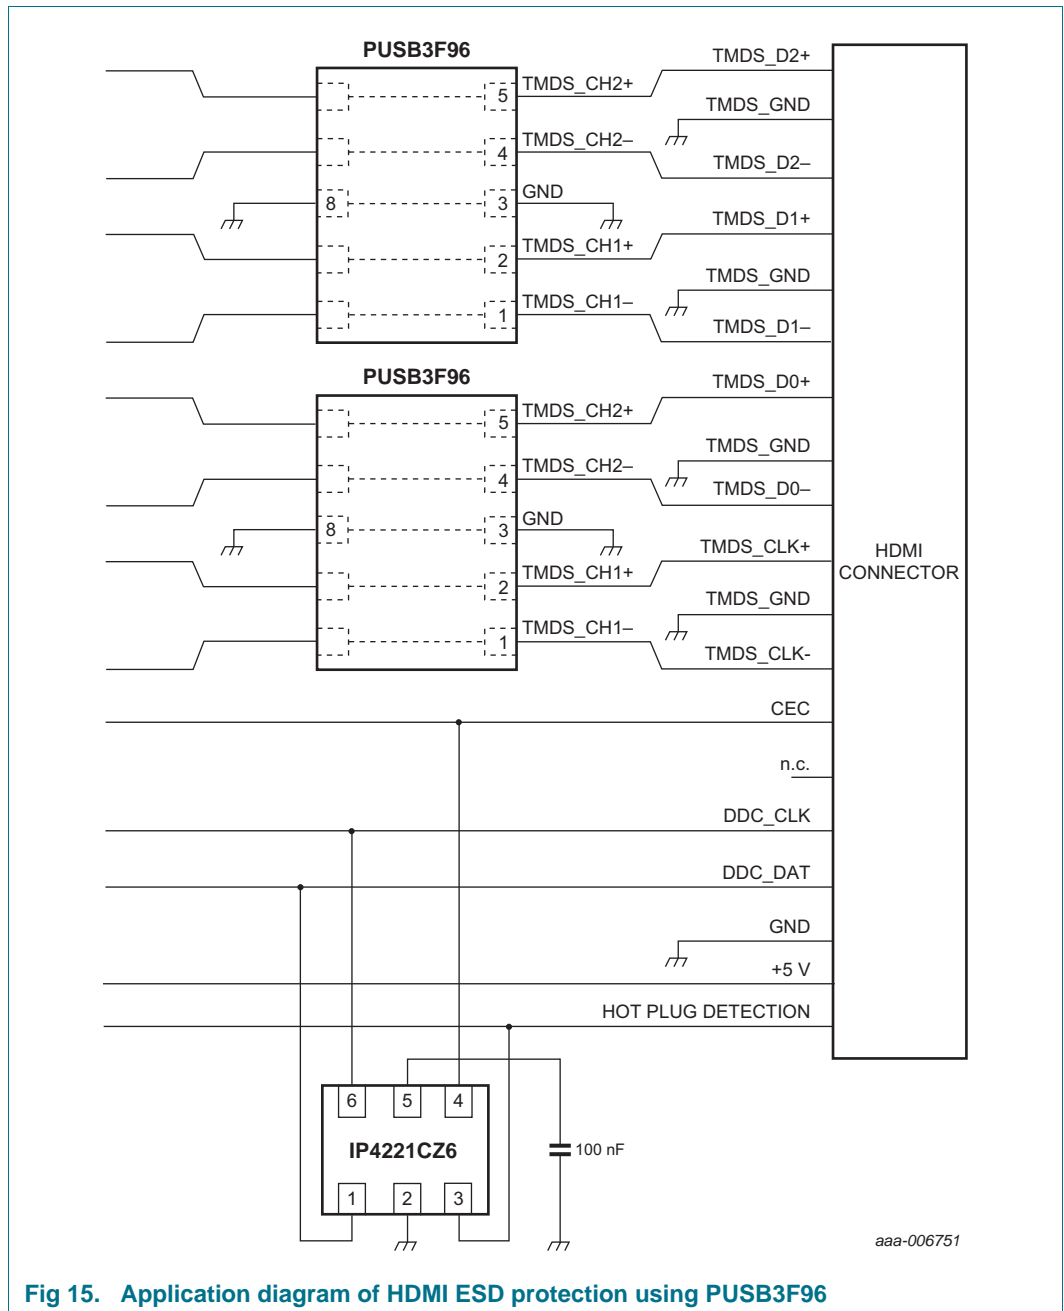 PUSB3F96
TMDS_D2+
5
TMDS_CH2+
TMDS_GND
4
TMDS_CH2–
TMDS_D2–
8
3
GND
TMDS_D1+
2
TMDS_CH1+
TMDS_GND
1
TMDS_CH1–
TMDS_D1–
PUSB3F96
TMDS_D0+
5
TMDS_CH2+
TMDS_GND
4
TMDS_CH2–
TMDS_D0–
8
3
GND
TMDS_CLK+
HDMI
CONNECTOR
2
TMDS_CH1+
TMDS_GND
1
TMDS_CH1–
TMDS_CLK-
CEC
n.c.
DDC_CLK
DDC_DAT
GND
+5 V
HOT PLUG DETECTION
6
5
4
IP4221CZ6
100 nF
1
2
3
aaa-006751
Fig 15. Application diagram of HDMI ESD protection using PUSB3F96